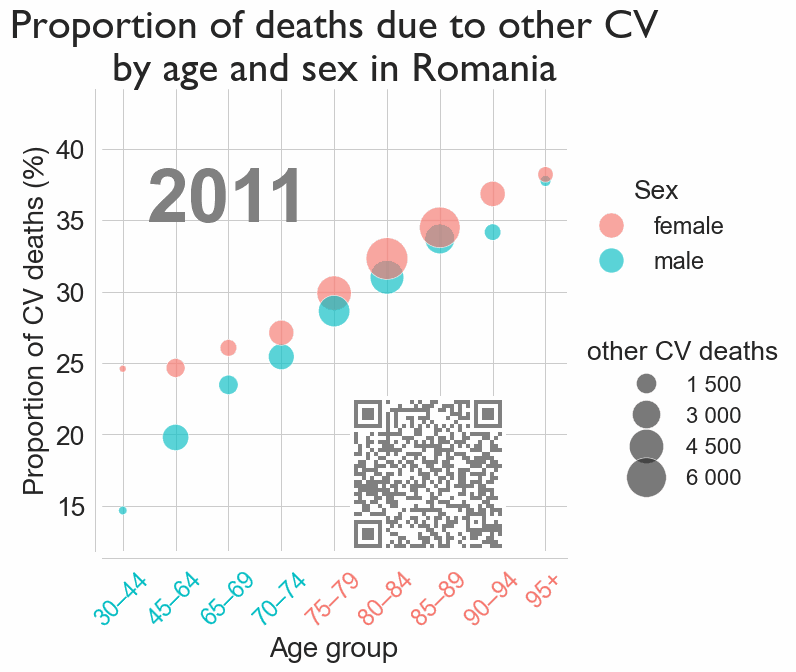 Proportion of deaths due to other CV
by age and sex in Romania
Proportion of CV deaths (%)
40
35
30
25
20
15
2011
30–44
45–64
65–69
70–74
75–79
80–84
85–89
90–94
95+
Age group
Sex
female
male
other CV deaths
1 500
3 000
4 500
6 000